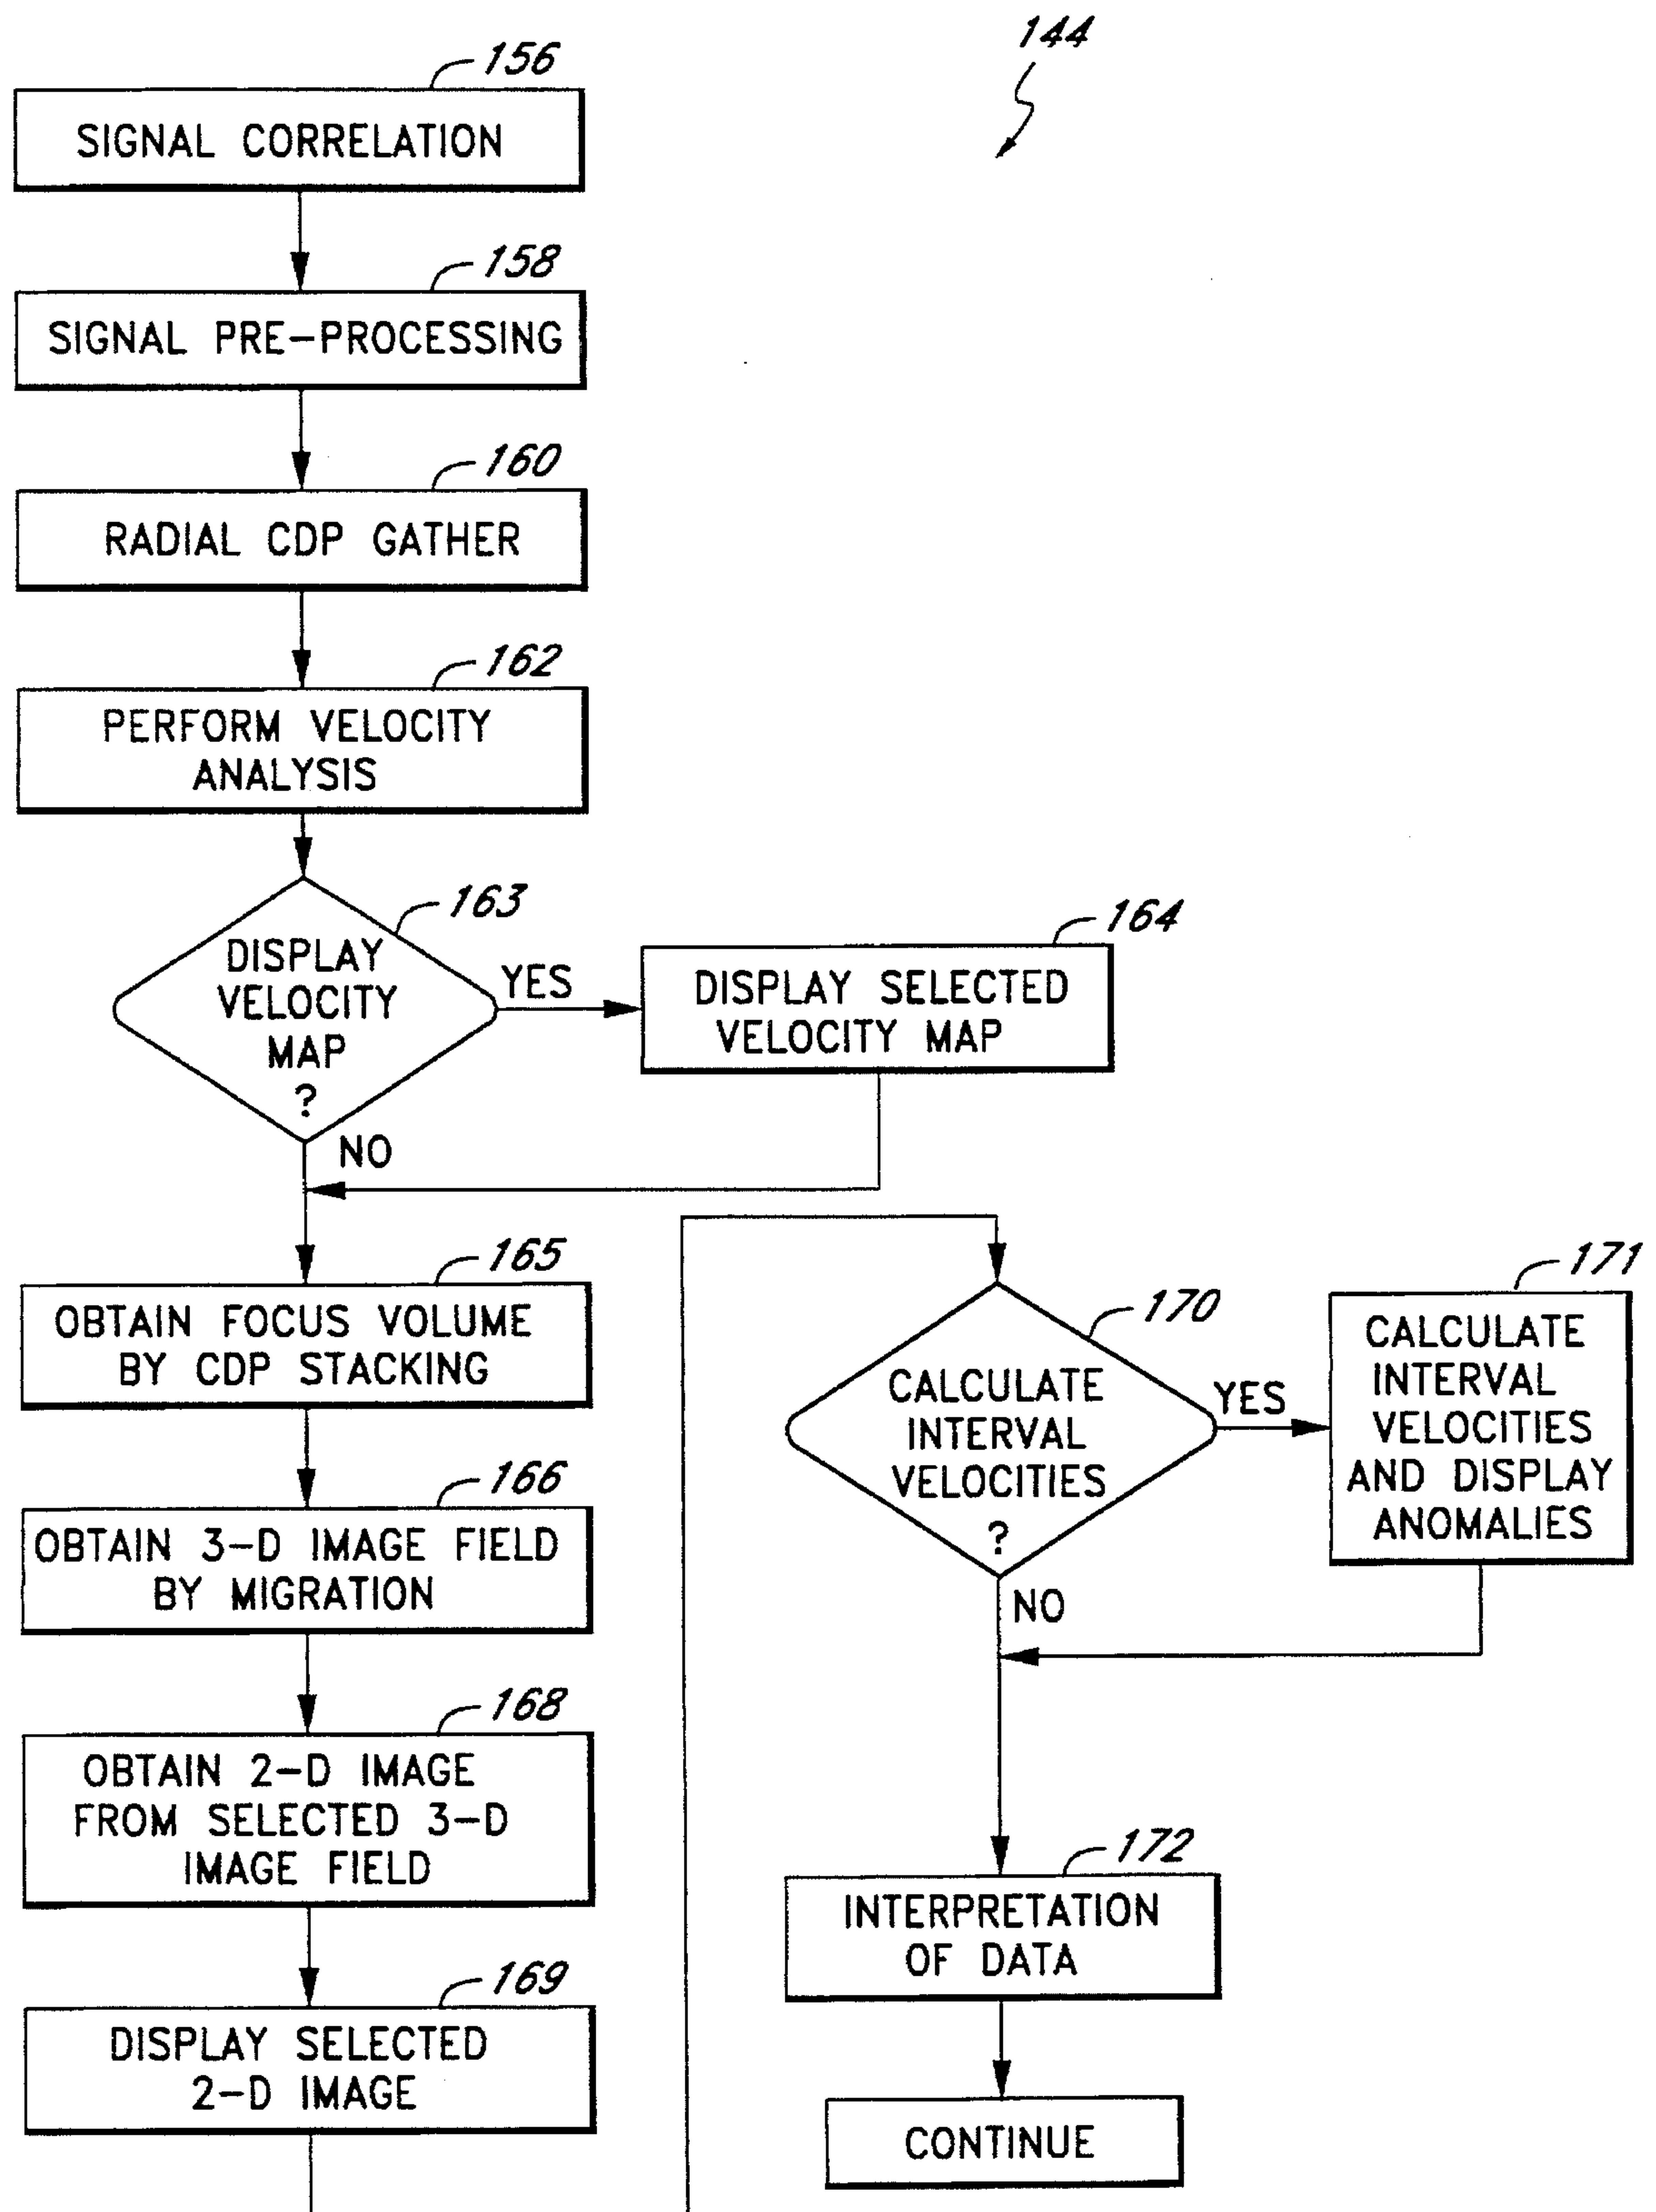 144
156
SIGNAL CORRELATION
158
SIGNAL PRE-PROCESSING
160
RADIAL CDP GATHER
162
PERFORM VELOCITY
ANALYSIS
163
DISPLAY
VELOCITY
MAP
?
YES
NO
164
DISPLAY SELECTED
VELOCITY MAP
165
OBTAIN FOCUS VOLUME
BY CDP STACKING
166
OBTAIN 3-D IMAGE FIELD
BY MIGRATION
168
OBTAIN 2-D IMAGE
FROM SELECTED 3-D
IMAGE FIELD
169
DISPLAY SELECTED
2-D IMAGE
170
CALCULATE
INTERVAL
VELOCITIES
?
YES
NO
171
CALCULATE
INTERVAL
VELOCITIES
AND DISPLAY
ANOMALIES
172
INTERPRETATION
OF DATA
CONTINUE